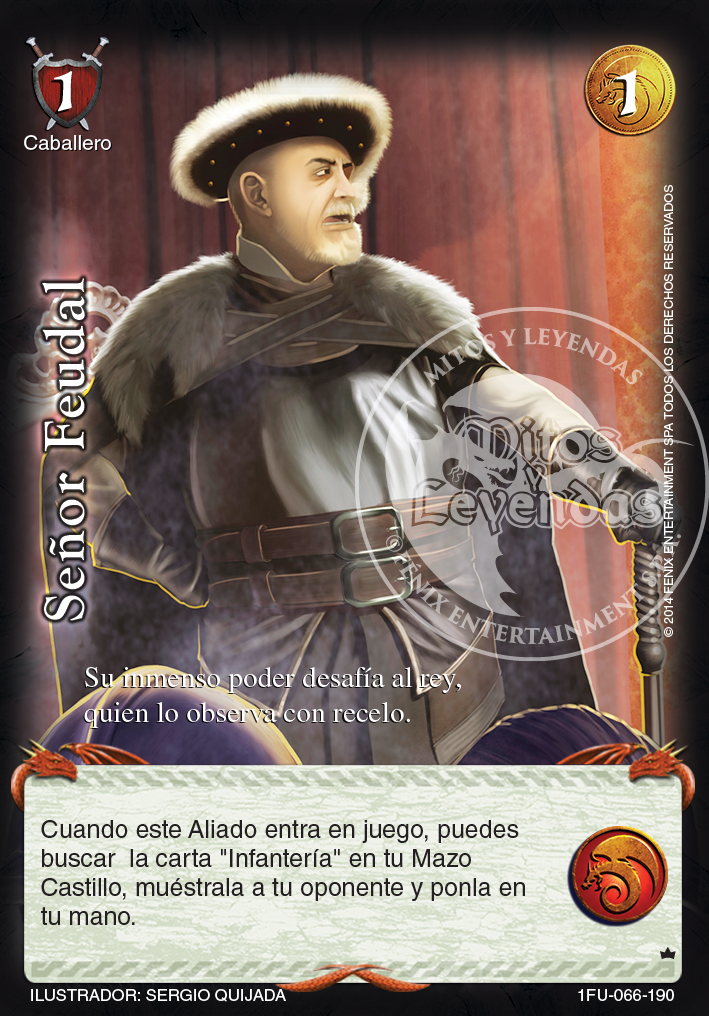 1
Caballero
1
Señor Feudal
MITOS Y LEYENDAS
Mitos y
Leyendas
© FENIX ENTERTAINMENT SPA
© 2014 FENIX ENTERTAINMENT SPA TODOS LOS DERECHOS RESERVADOS
Su inmenso poder desafía al rey,
quien lo observa con recelo.
Cuando este Aliado entra en juego, puedes
buscar  la carta "Infantería" en tu Mazo
Castillo, muéstrala a tu oponente y ponla en
tu mano.
ILUSTRADOR: SERGIO QUIJADA
1FU-066-190